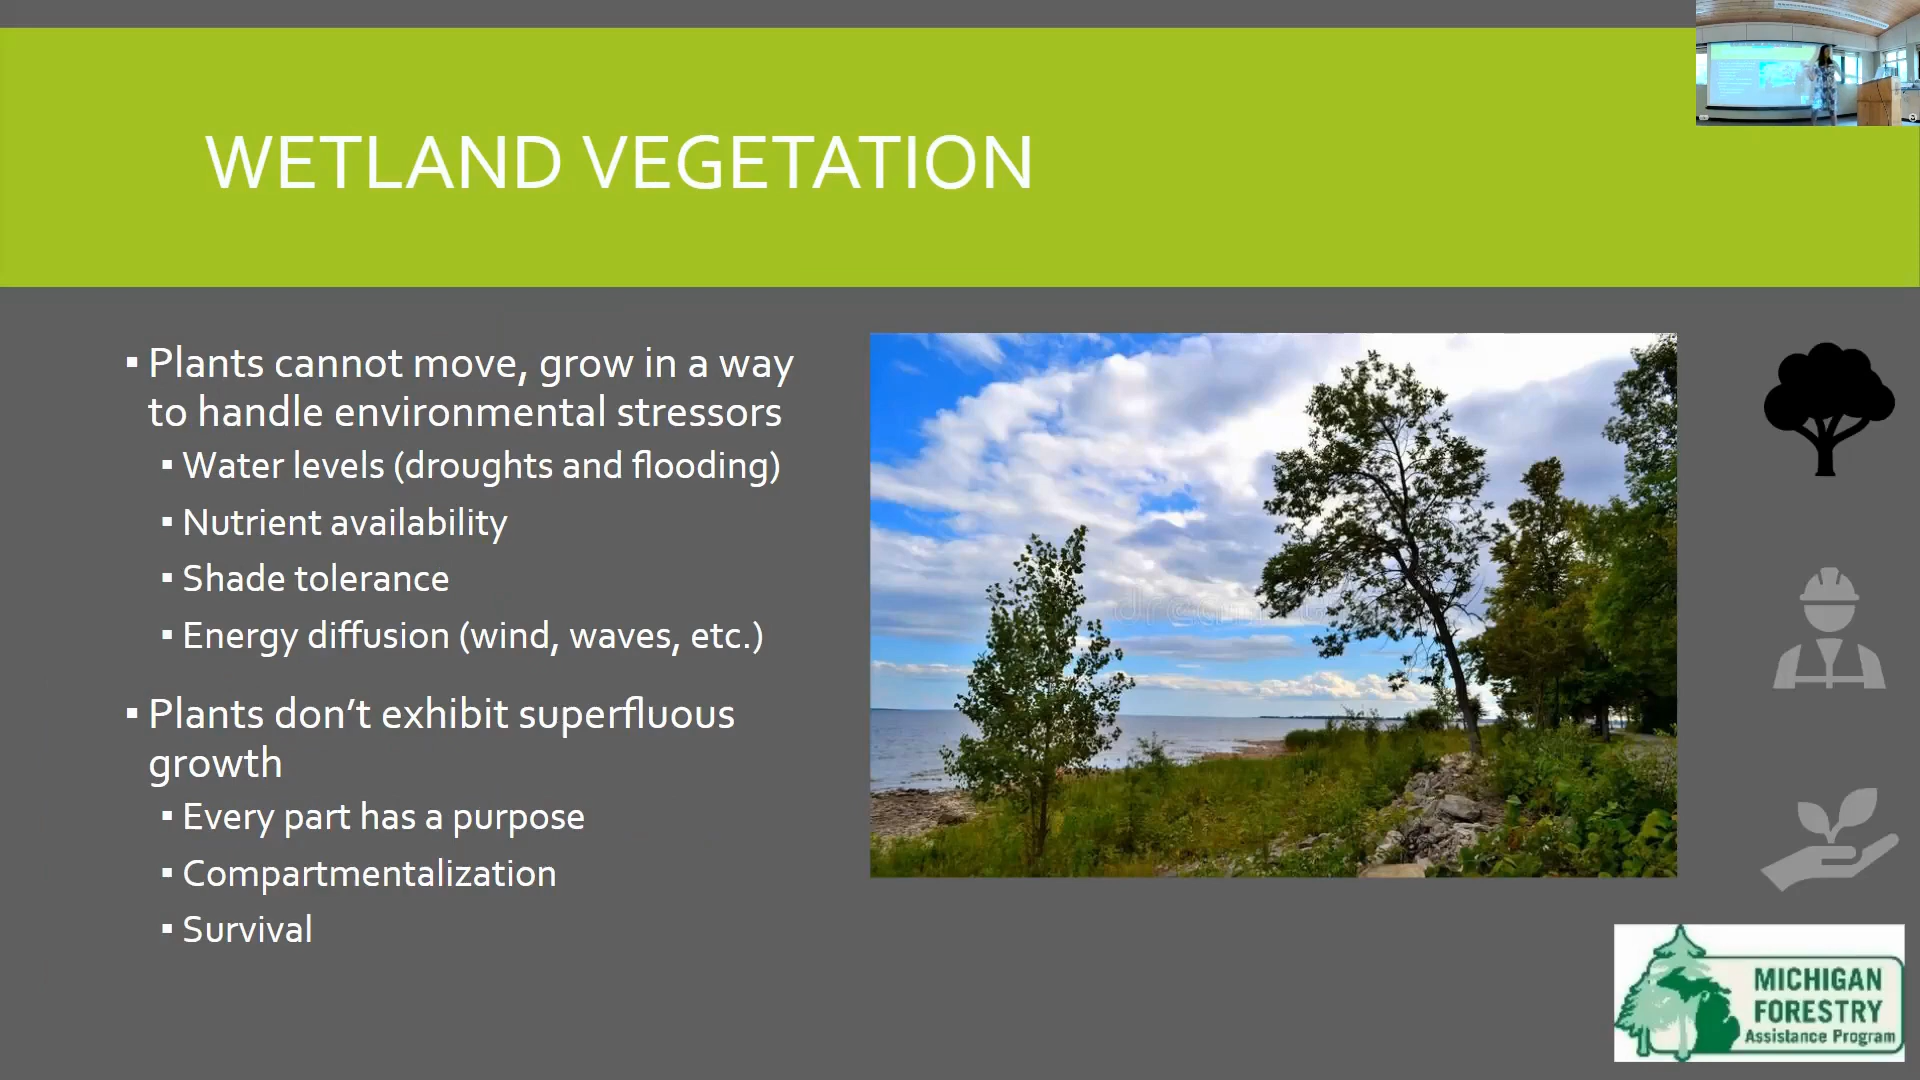 WETLAND VEGETATION
▪ Plants cannot move, grow in a way
to handle environmental stressors
▪ Water levels (droughts and flooding)
▪ Nutrient availability
▪ Shade tolerance
▪ Energy diffusion (wind, waves, etc.)
▪ Plants don’t exhibit superfluous
growth
▪ Every part has a purpose
▪ Compartmentalization
▪ Survival
MICHIGAN
FORESTRY
Assistance Program